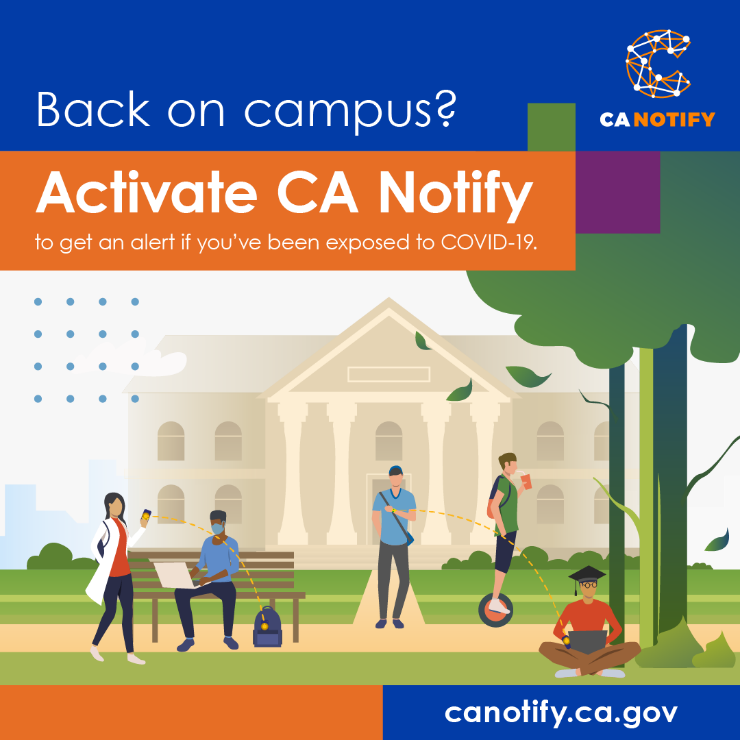 CA NOTIFY
Back on campus?
Activate CA Notify
to get an alert if you've been exposed to COVID-19.
canotify.ca.gov